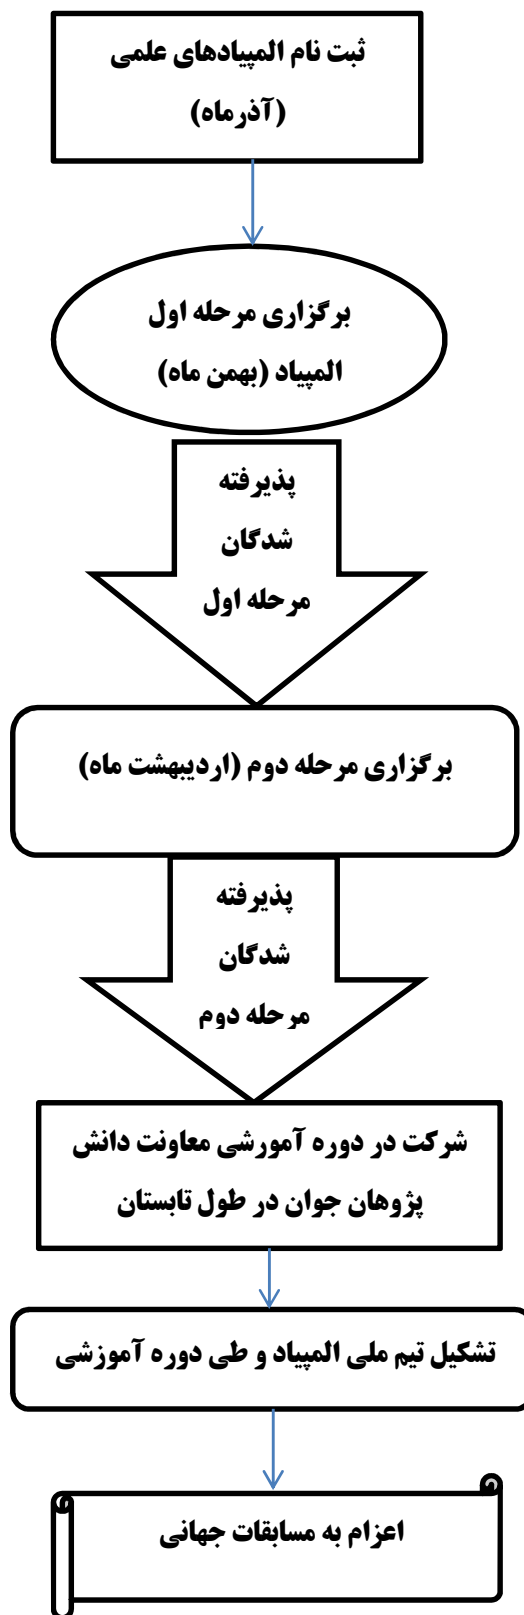 ثبت نام المپیادهای علمی
(آذرماه)
برگزاری مرحله اول
المپیاد (بهمن ماه)
پذیرفته
شدگان
مرحله اول
برگزاری مرحله دوم (اردیبهشت ماه)
پذیرفته
شدگان
مرحله دوم
شرکت در دوره آمورشی معاونت دانش
پژوهان جوان در طول تابستان
تشکیل تیم ملی المپیاد و طی دوره آموزشی
اعزام به مسابقات جهانی